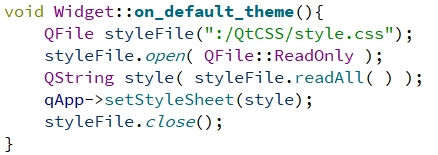 void Widget::on_default_theme(){
    QFile styleFile(":/QtCSS/style.css");
    styleFile.open( QFile::ReadOnly );
    QString style( styleFile.readAll( ) );
    qApp->setStyleSheet(style);
    styleFile.close();
}